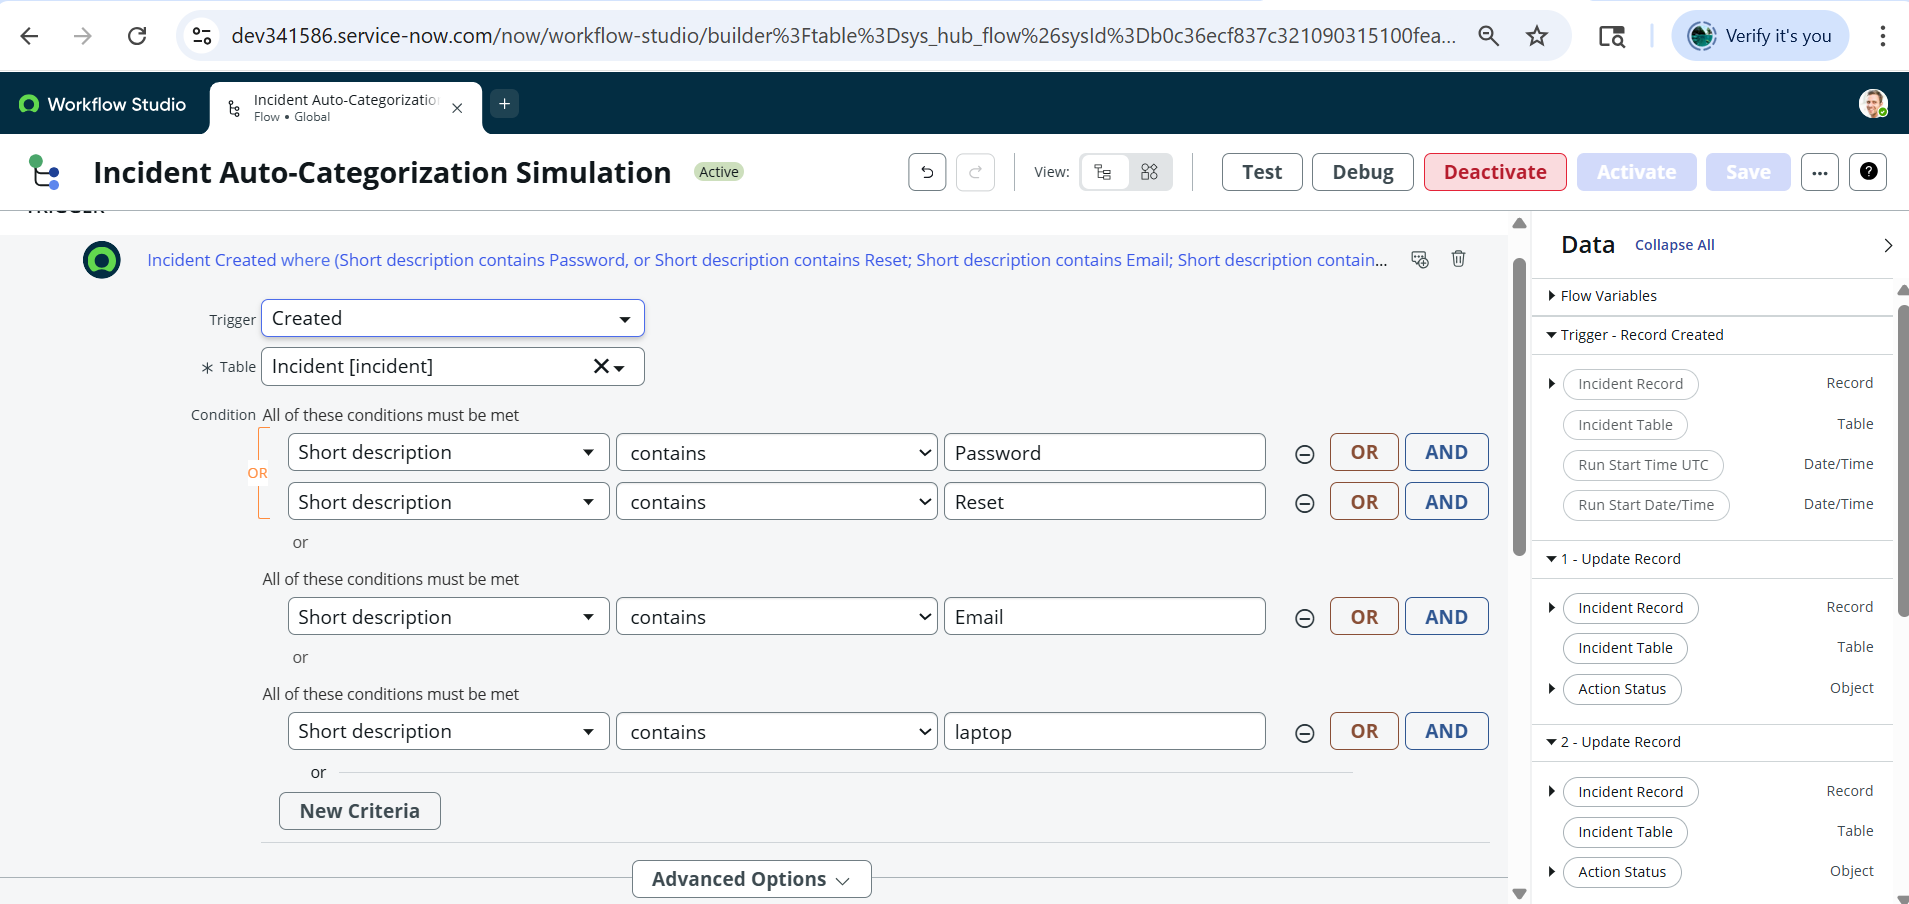 dev341586.service-now.com/now/workflow-studio/builder%3Ftable%3Dsys_hub_flow%26sysId%3Db0c36ecf837c321090315100fea...
Verify it's you
Workflow Studio
Incident Auto-Categorizatio
Flow • Global
Incident Auto-Categorization Simulation
Active
View:
Test
Debug
Deactivate
Activate
Save
...
?
TRIGGER
Incident Created where (Short description contains Password, or Short description contains Reset; Short description contains Email; Short description contain...
Trigger
Created
* Table
Incident [incident]
Condition
All of these conditions must be met
Short description
contains
Password
OR
AND
OR
Short description
contains
Reset
OR
AND
or
All of these conditions must be met
Short description
contains
Email
OR
AND
or
All of these conditions must be met
Short description
contains
laptop
OR
AND
or
New Criteria
Advanced Options
Data
Collapse All
Flow Variables
Trigger - Record Created
Incident Record
Record
Incident Table
Table
Run Start Time UTC
Date/Time
Run Start Date/Time
Date/Time
1 - Update Record
Incident Record
Record
Incident Table
Table
Action Status
Object
2 - Update Record
Incident Record
Record
Incident Table
Table
Action Status
Object